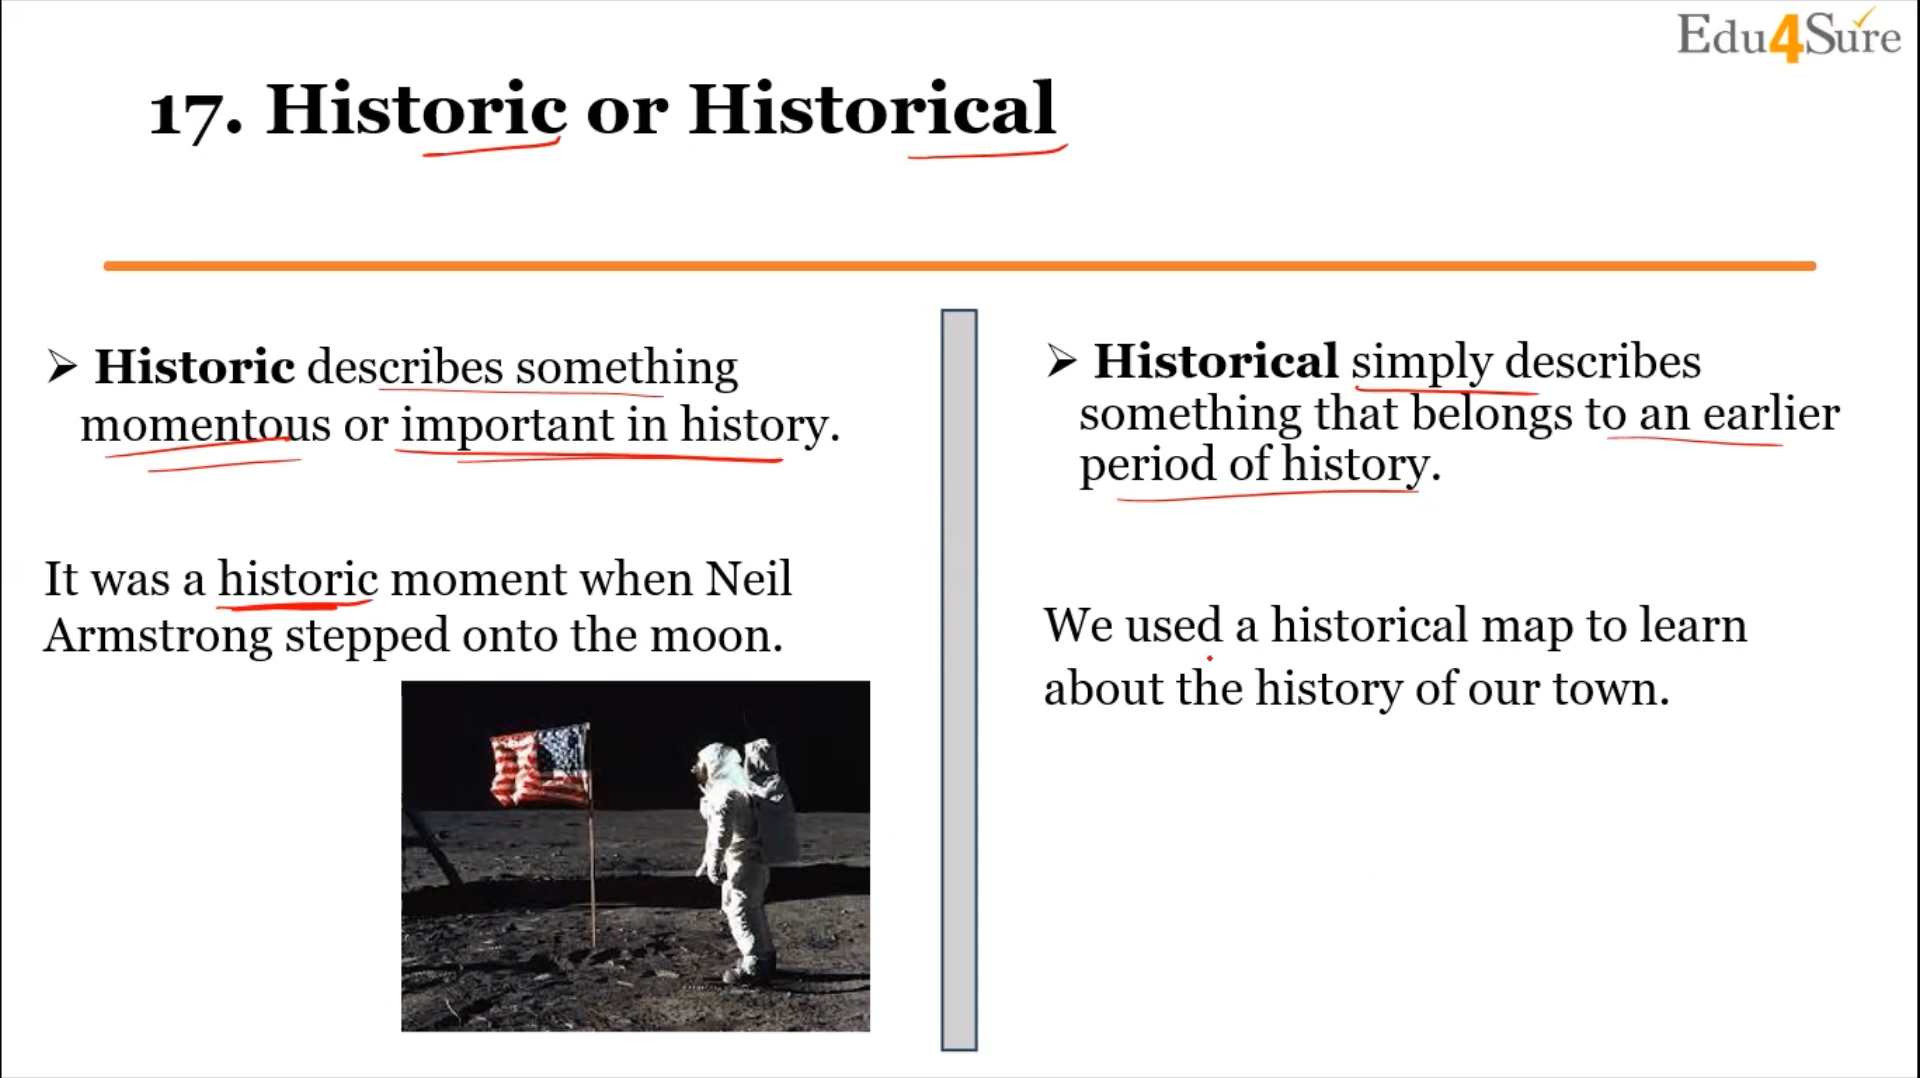 Edu4Sure
17. Historic or Historical
➢ Historic describes something
momentous or important in history.
It was a historic moment when Neil
Armstrong stepped onto the moon.
➢ Historical simply describes
something that belongs to an earlier
period of history.
We used a historical map to learn
about the history of our town.